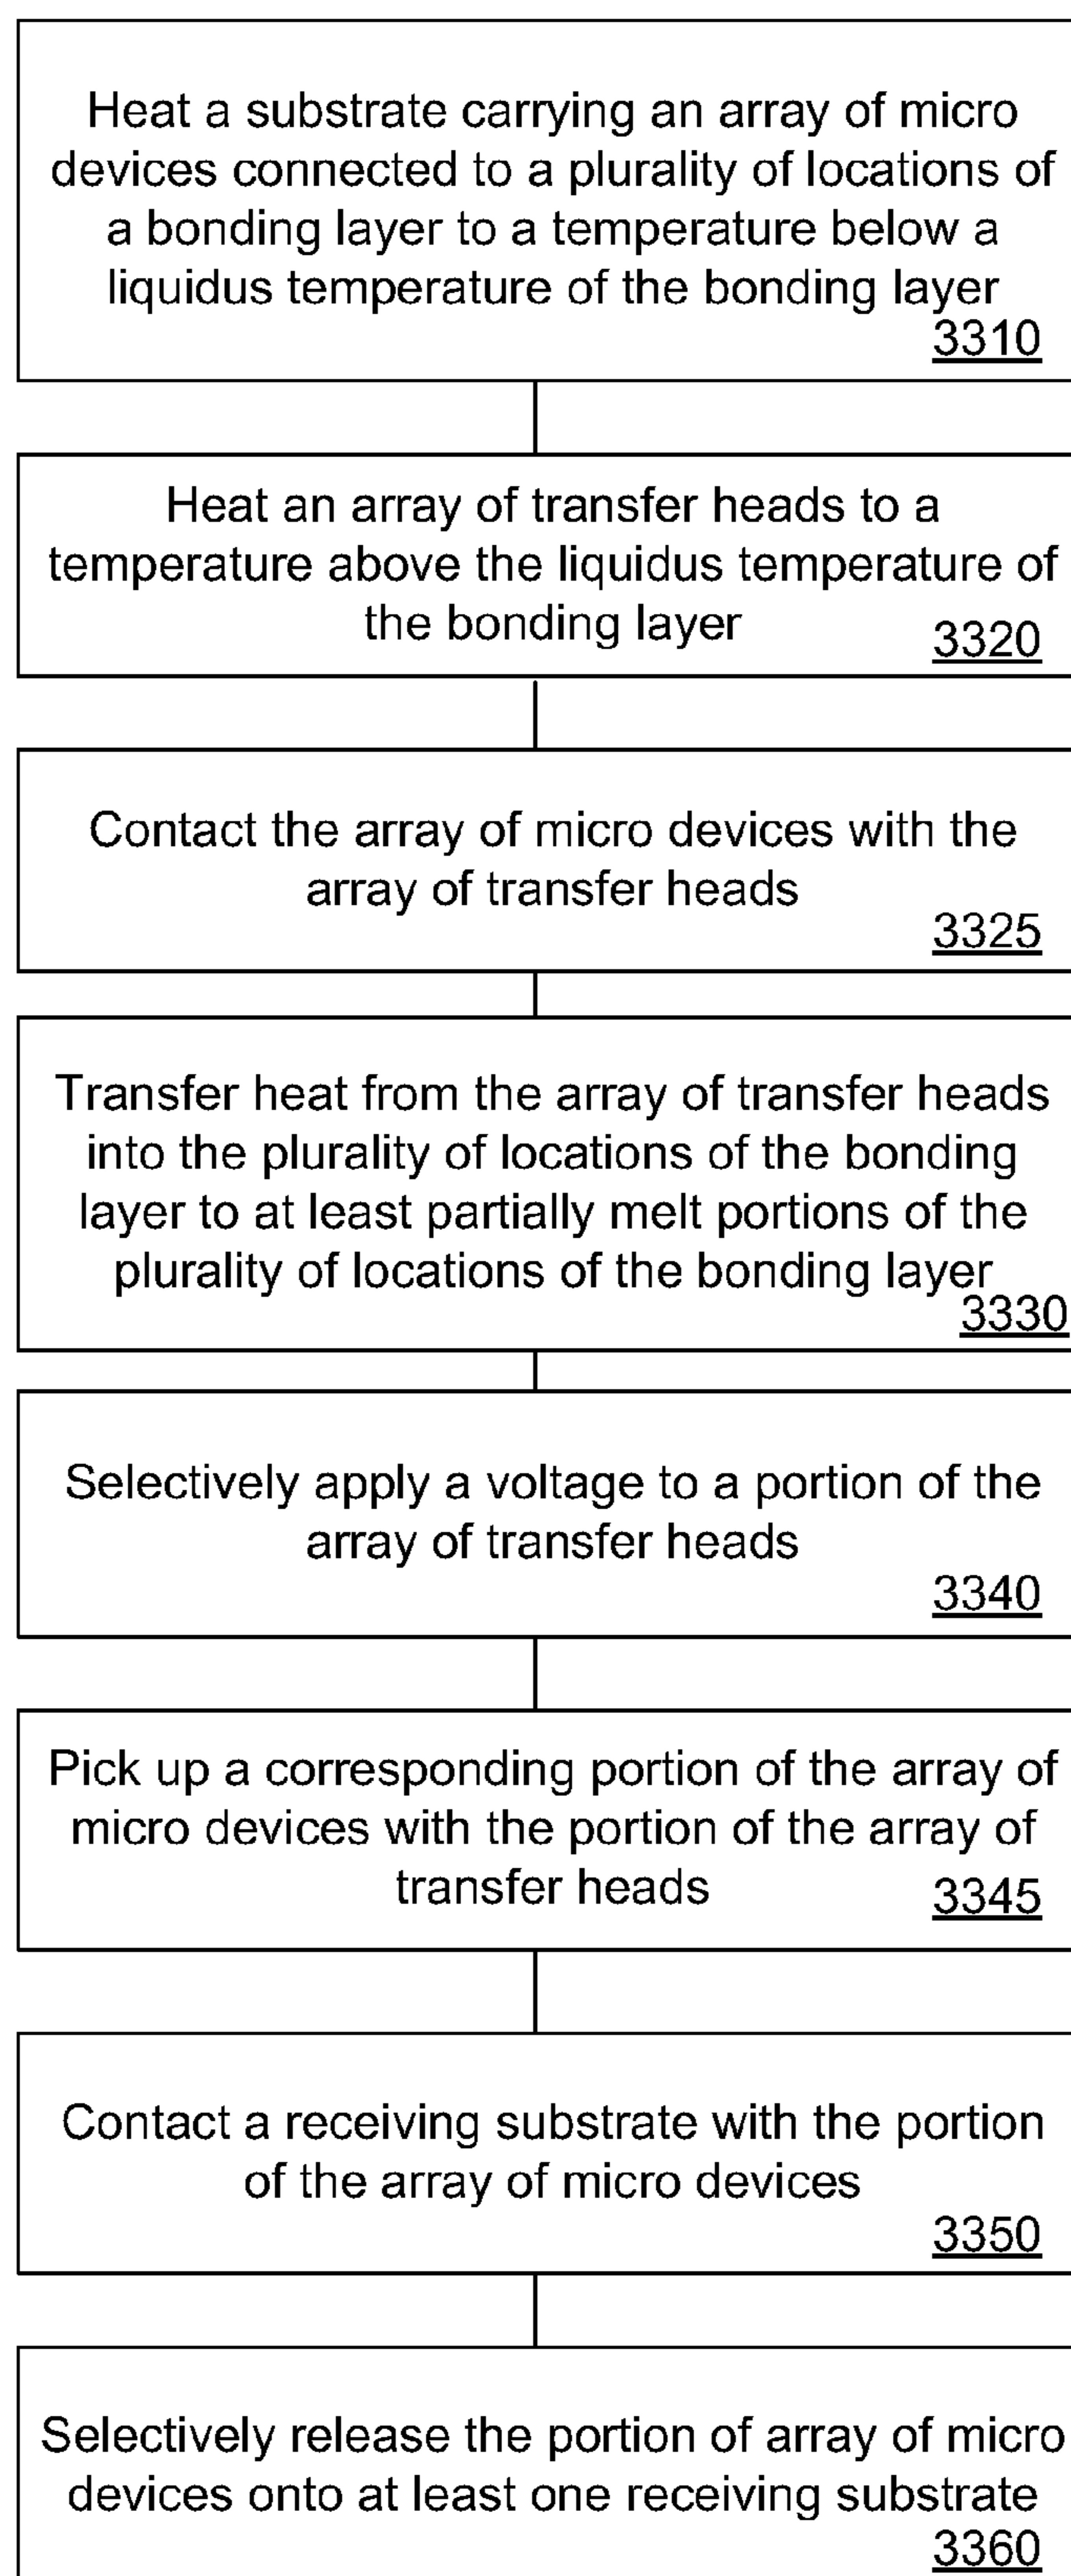 Heat a substrate carrying an array of micro
devices connected to a plurality of locations of
a bonding layer to a temperature below a
liquidus temperature of the bonding layer
3310
Heat an array of transfer heads to a
temperature above the liquidus temperature of
the bonding layer 3320
Contact the array of micro devices with the
array of transfer heads
3325
Transfer heat from the array of transfer heads
into the plurality of locations of the bonding
layer to at least partially melt portions of the
plurality of locations of the bonding layer
3330
Selectively apply a voltage to a portion of the
array of transfer heads
3340
Pick up a corresponding portion of the array of
micro devices with the portion of the array of
transfer heads 3345
Contact a receiving substrate with the portion
of the array of micro devices
3350
Selectively release the portion of array of micro
devices onto at least one receiving substrate
3360